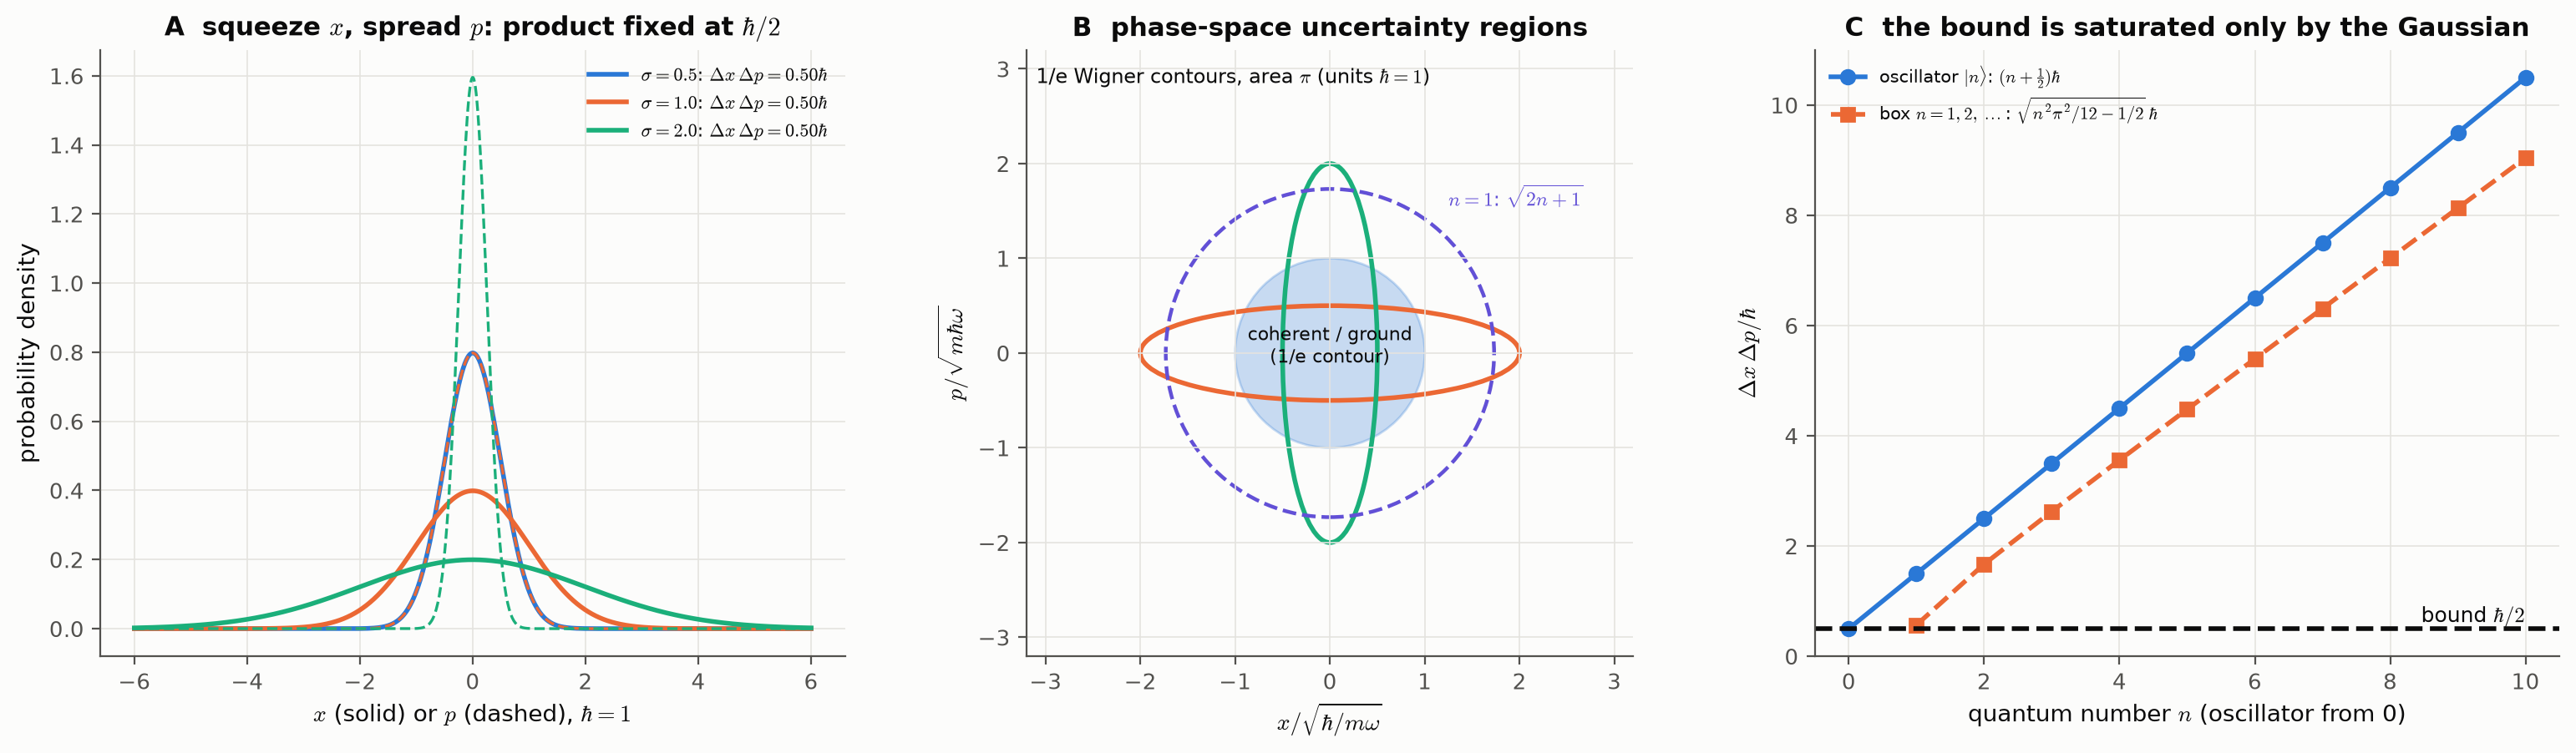 A squeeze x, spread p: product fixed at ħ/2
σ = 0.5: Δx Δp = 0.50ħ
σ = 1.0: Δx Δp = 0.50ħ
σ = 2.0: Δx Δp = 0.50ħ
probability density
1.6
1.4
1.2
1.0
0.8
0.6
0.4
0.2
0.0
−6 −4 −2 0 2 4 6
x (solid) or p (dashed), ħ = 1
B phase-space uncertainty regions
1/e Wigner contours, area π (units ħ = 1)
n = 1: √(2n + 1)
coherent / ground
(1/e contour)
p/√(mħω)
3
2
1
0
−1
−2
−3
−3 −2 −1 0 1 2 3
x/√(ħ/mω)
C the bound is saturated only by the Gaussian
oscillator |n⟩: (n + 1/2)ħ
box n = 1, 2, …: √(n²π²/12 − 1/2) ħ
bound ħ/2
Δx Δp/ħ
10
8
6
4
2
0
0 2 4 6 8 10
quantum number n (oscillator from 0)